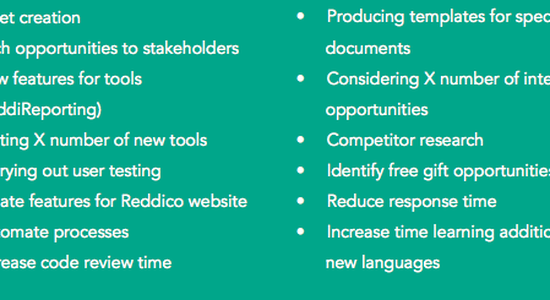 et creation
h opportunities to stakeholders
w features for tools
ddiReporting)
ting X number of new tools
rying out user testing
ate features for Reddico website
omate processes
rease code review time
• Producing templates for spec
documents
• Considering X number of inte
opportunities
• Competitor research
• Identify free gift opportunities
• Reduce response time
• Increase time learning additio
new languages